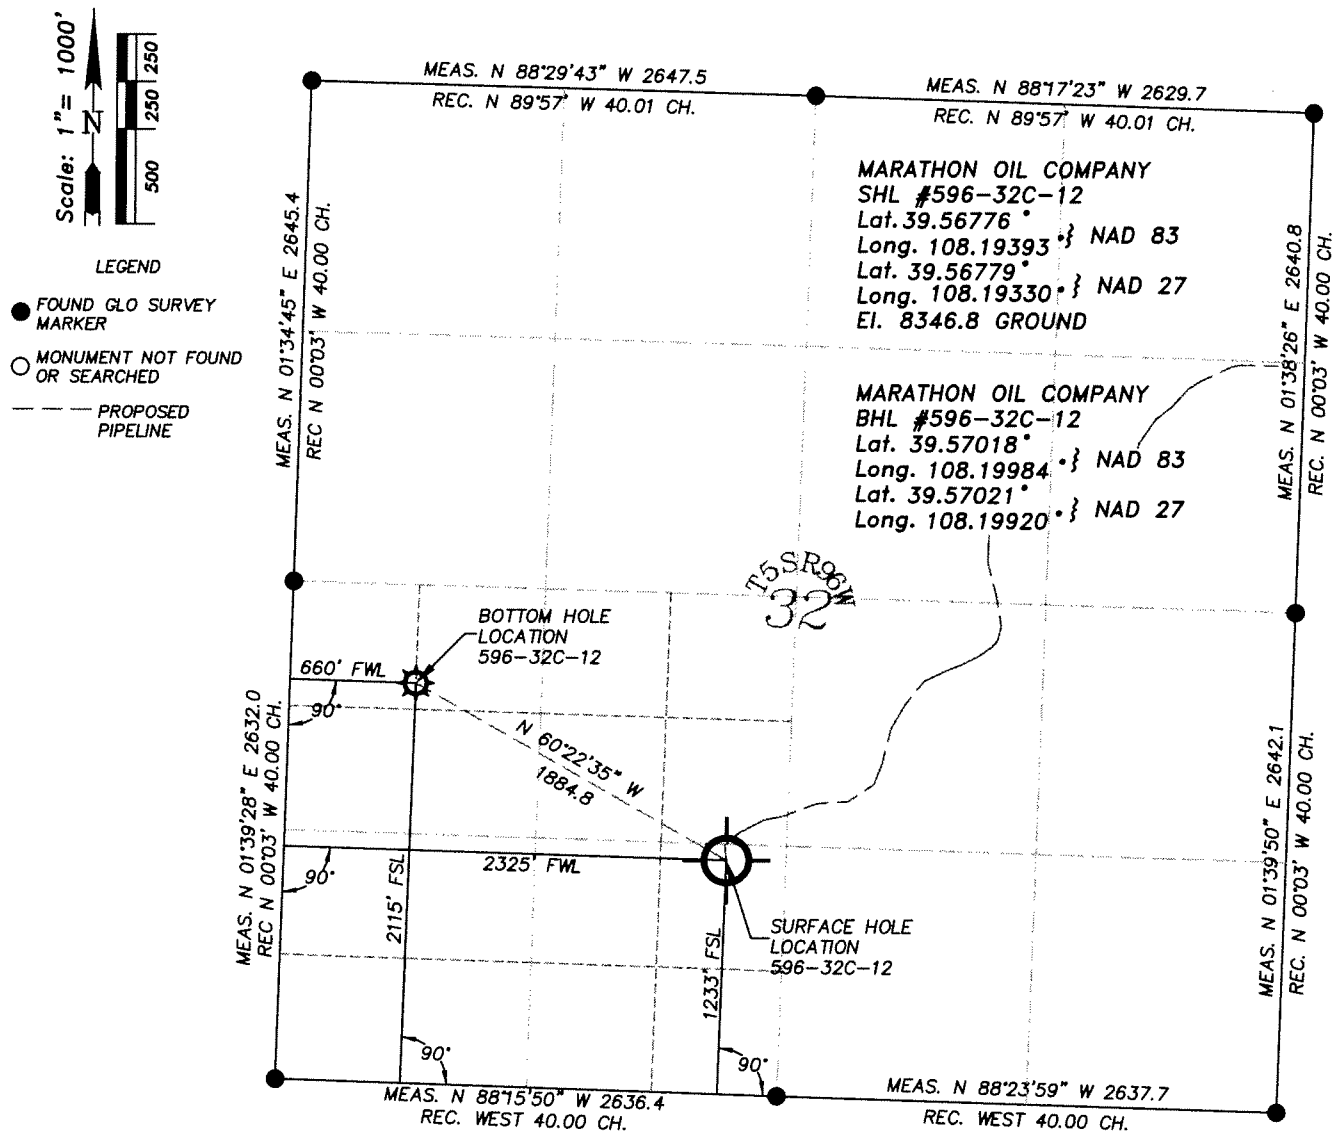 Scale: 1"= 1000'
N
250
250
500
LEGEND
FOUND GLO SURVEY
MARKER
MONUMENT NOT FOUND
OR SEARCHED
PROPOSED
PIPELINE
MEAS. N 88°29'43" W 2647.5
REC. N 89°57' W 40.01 CH.
MEAS. N 88°17'23" W 2629.7
REC. N 89°57' W 40.01 CH.
MEAS. N 01°34'45" E 2645.4
REC N 00°03' W 40.00 CH.
MARATHON OIL COMPANY
SHL #596-32C-12
Lat. 39.56776 °
Long. 108.19393 °} NAD 83
Lat. 39.56779 °
Long. 108.19330 °} NAD 27
El. 8346.8 GROUND
MARATHON OIL COMPANY
BHL #596-32C-12
Lat. 39.57018 °
Long. 108.19984 °} NAD 83
Lat. 39.57021 °
Long. 108.19920 °} NAD 27
MEAS. N 01°38'26" E 2640.8
REC. N 00°03' W 40.00 CH.
T5SR96W
32
BOTTOM HOLE
LOCATION
596-32C-12
660' FWL
90°
N 60°22'35" W
1884.8
MEAS. N 01°39'28" E 2632.0
REC N 00°03' W 40.00 CH.
90°
2325' FWL
2115' FSL
1233' FSL
SURFACE HOLE
LOCATION
596-32C-12
MEAS. N 01°39'50" E 2642.1
REC. N 00°03' W 40.00 CH.
90°
90°
MEAS. N 88°15'50" W 2636.4
REC. WEST 40.00 CH.
MEAS. N 88°23'59" W 2637.7
REC. WEST 40.00 CH.